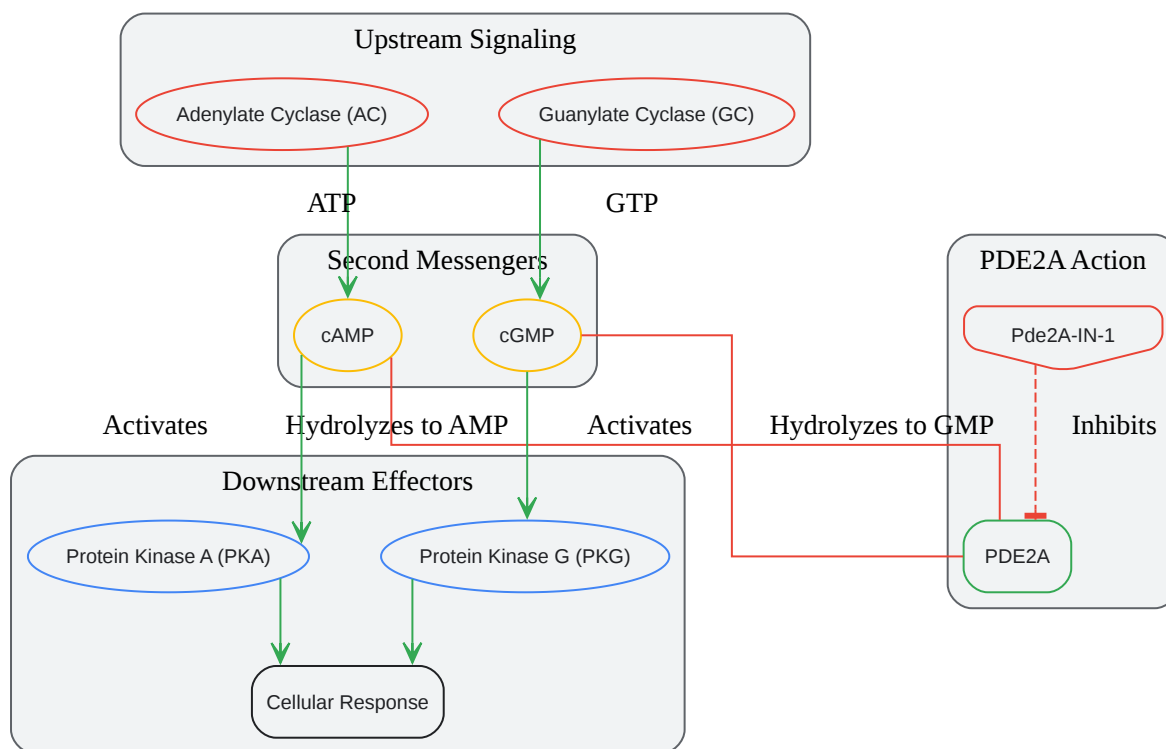 Upstream Signaling
Adenylate Cyclase (AC)
Guanylate Cyclase (GC)
ATP
GTP
Second Messengers
PDE2A Action
cAMP
cGMP
Pde2A-IN-1
Activates
Hydrolyzes to AMP
Activates
Hydrolyzes to GMP
Inhibits
Downstream Effectors
Protein Kinase A (PKA)
Protein Kinase G (PKG)
PDE2A
Cellular Response